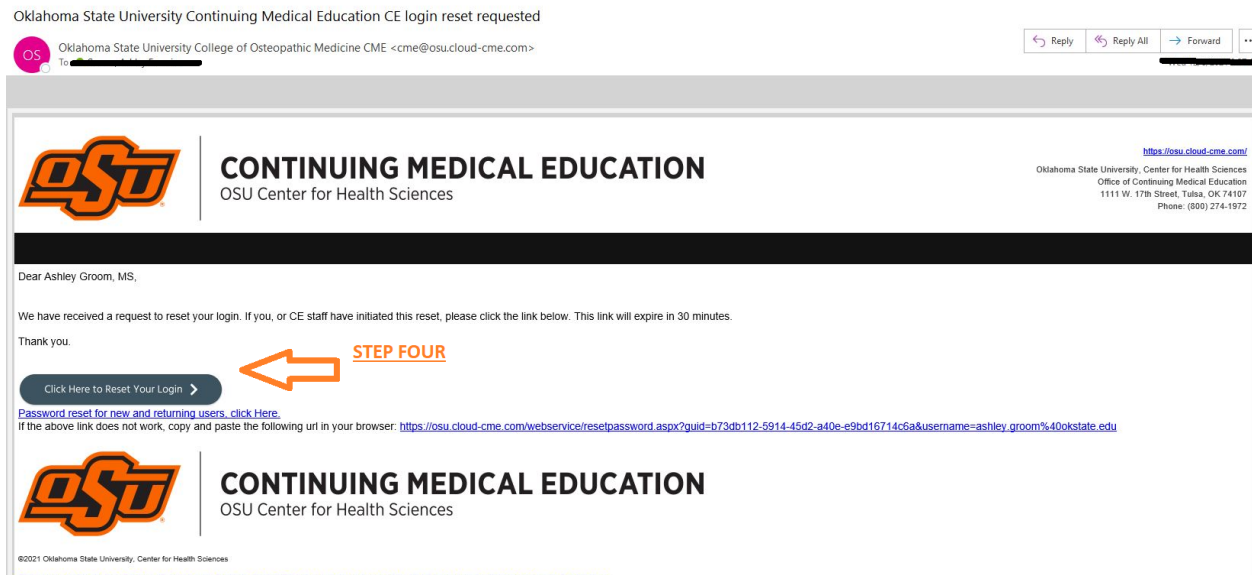 Oklahoma State University Continuing Medical Education CE login reset requested
OS
Oklahoma State University College of Osteopathic Medicine CME <cme@osu.cloud-cme.com>
To
Reply Reply All Forward
OSU
CONTINUING MEDICAL EDUCATION
OSU Center for Health Sciences
https://osu.cloud-cme.com/
Oklahoma State University, Center for Health Sciences
Office of Continuing Medical Education
1111 W. 17th Street, Tulsa, OK 74107
Phone: (800) 274-1972
Dear Ashley Groom, MS,
We have received a request to reset your login. If you, or CE staff have initiated this reset, please click the link below. This link will expire in 30 minutes.
Thank you.
STEP FOUR
Click Here to Reset Your Login
Password reset for new and returning users, click Here.
If the above link does not work, copy and paste the following url in your browser: https://osu.cloud-cme.com/webservice/resetpassword.aspx?guid=b73db112-5914-45d2-a40e-e9bd16714c6a&username=ashley.groom%40okstate.edu
OSU
CONTINUING MEDICAL EDUCATION
OSU Center for Health Sciences
©2021 Oklahoma State University, Center for Health Sciences